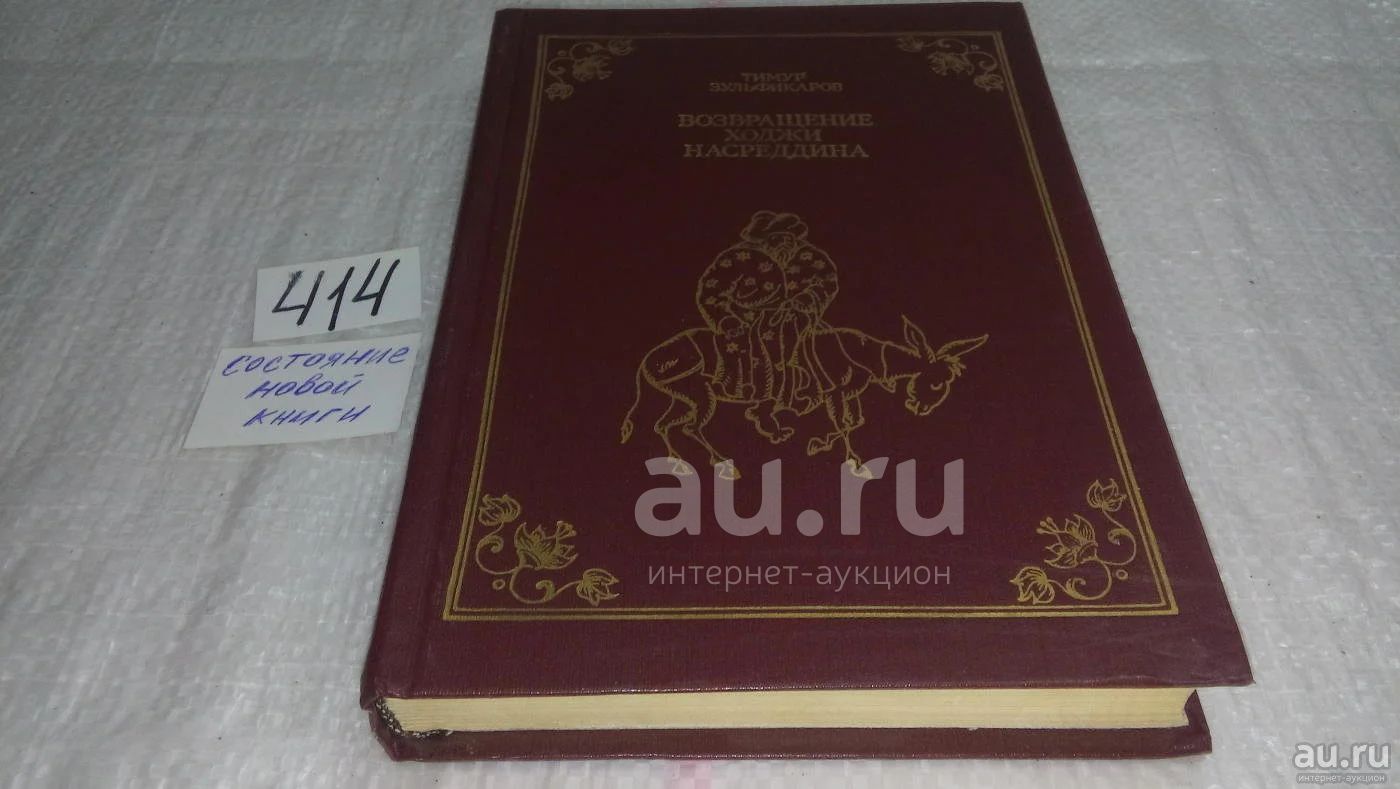 ТИМУР
ЗУЛЬФИКАРОВ
ВОЗВРАЩЕНИЕ
ХОДЖИ
НАСРЕДДИНА
414
состояние
новой
книги
au.ru
интернет-аукцион
au.ru
интернет-аукцион